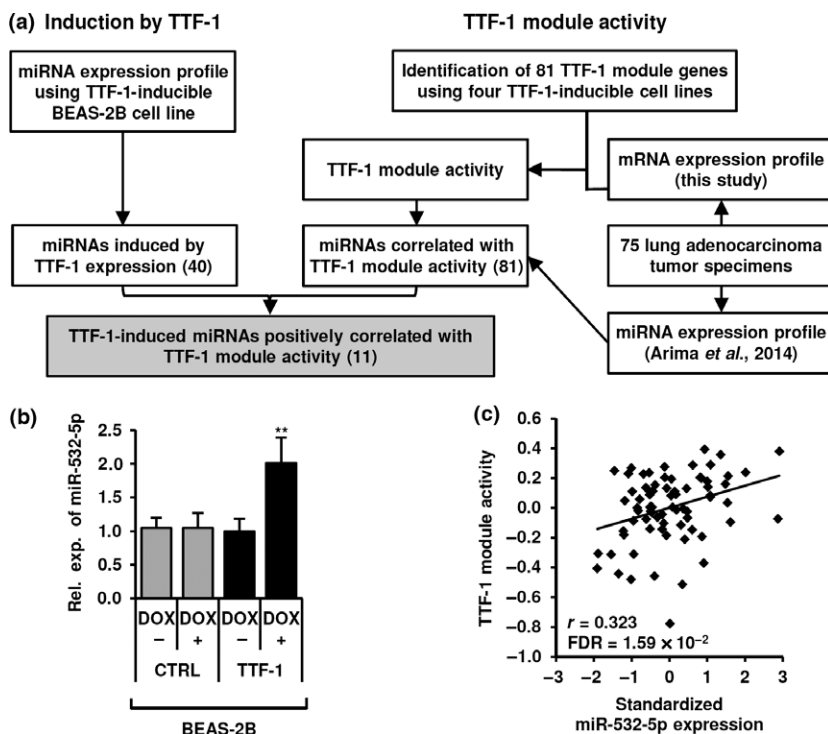 (a) Induction by TTF-1
TTF-1 module activity
miRNA expression profile
using TTF-1-inducible
BEAS-2B cell line
Identification of 81 TTF-1 module genes
using four TTF-1-inducible cell lines
TTF-1 module activity
mRNA expression profile
(this study)
miRNAs induced by
TTF-1 expression (40)
miRNAs correlated with
TTF-1 module activity (81)
75 lung adenocarcinoma
tumor specimens
TTF-1-induced miRNAs positively correlated with
TTF-1 module activity (11)
miRNA expression profile
(Arima et al., 2014)
(b)
Rel. exp. of miR-532-5p
2.5
2.0
1.5
1.0
0.5
0.0
**
DOX DOX DOX DOX
– + – +
CTRL TTF-1
BEAS-2B
(c)
TTF-1 module activity
0.6
0.4
0.2
0.0
–0.2
–0.4
–0.6
–0.8
–1.0
r = 0.323
FDR = 1.59 × 10–2
–3 –2 –1 0 1 2 3
Standardized
miR-532-5p expression